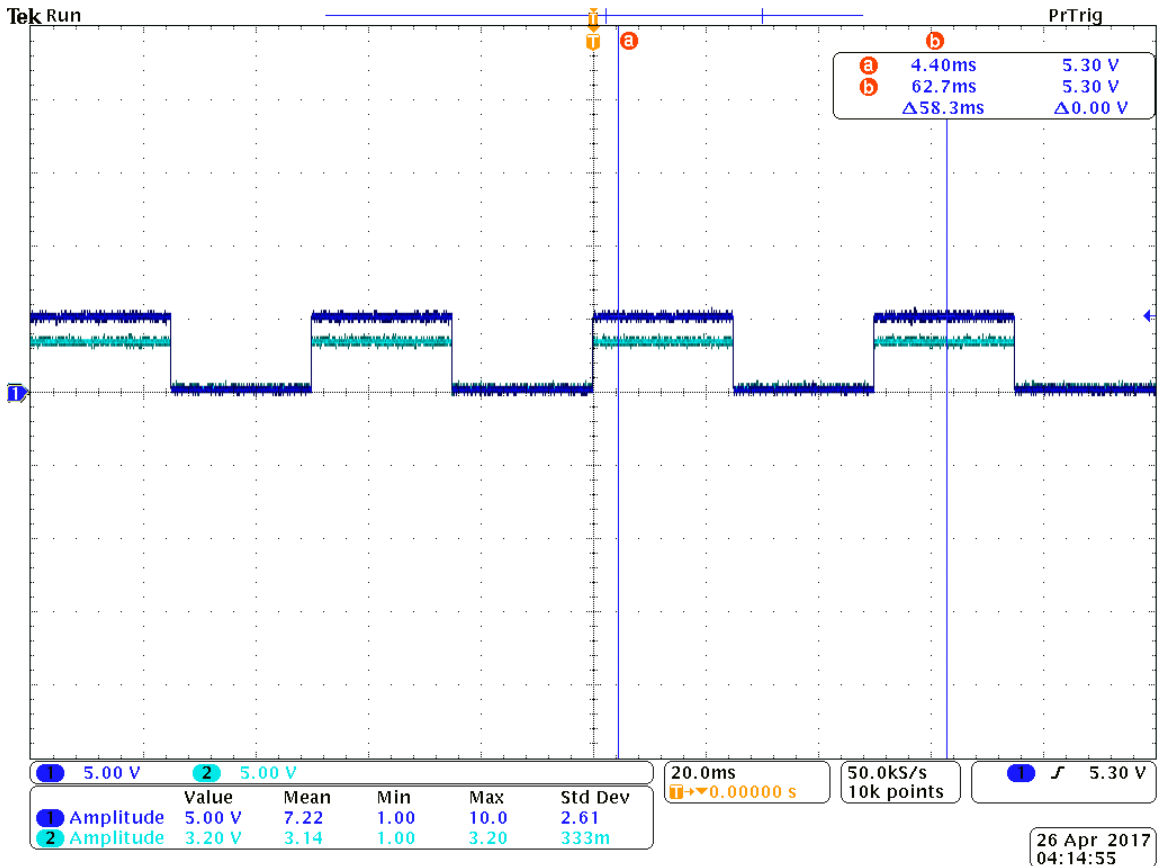 Tek Run PrTrig
T
T a b
a 4.40ms 5.30 V
b 62.7ms 5.30 V
Δ58.3ms Δ0.00 V
1
1 5.00 V 2 5.00 V
20.0ms
T→▼0.00000 s
50.0kS/s
10k points
1 5.30 V
Value Mean Min Max Std Dev
1 Amplitude 5.00 V 7.22 1.00 10.0 2.61
2 Amplitude 3.20 V 3.14 1.00 3.20 333m
26 Apr 2017
04:14:55